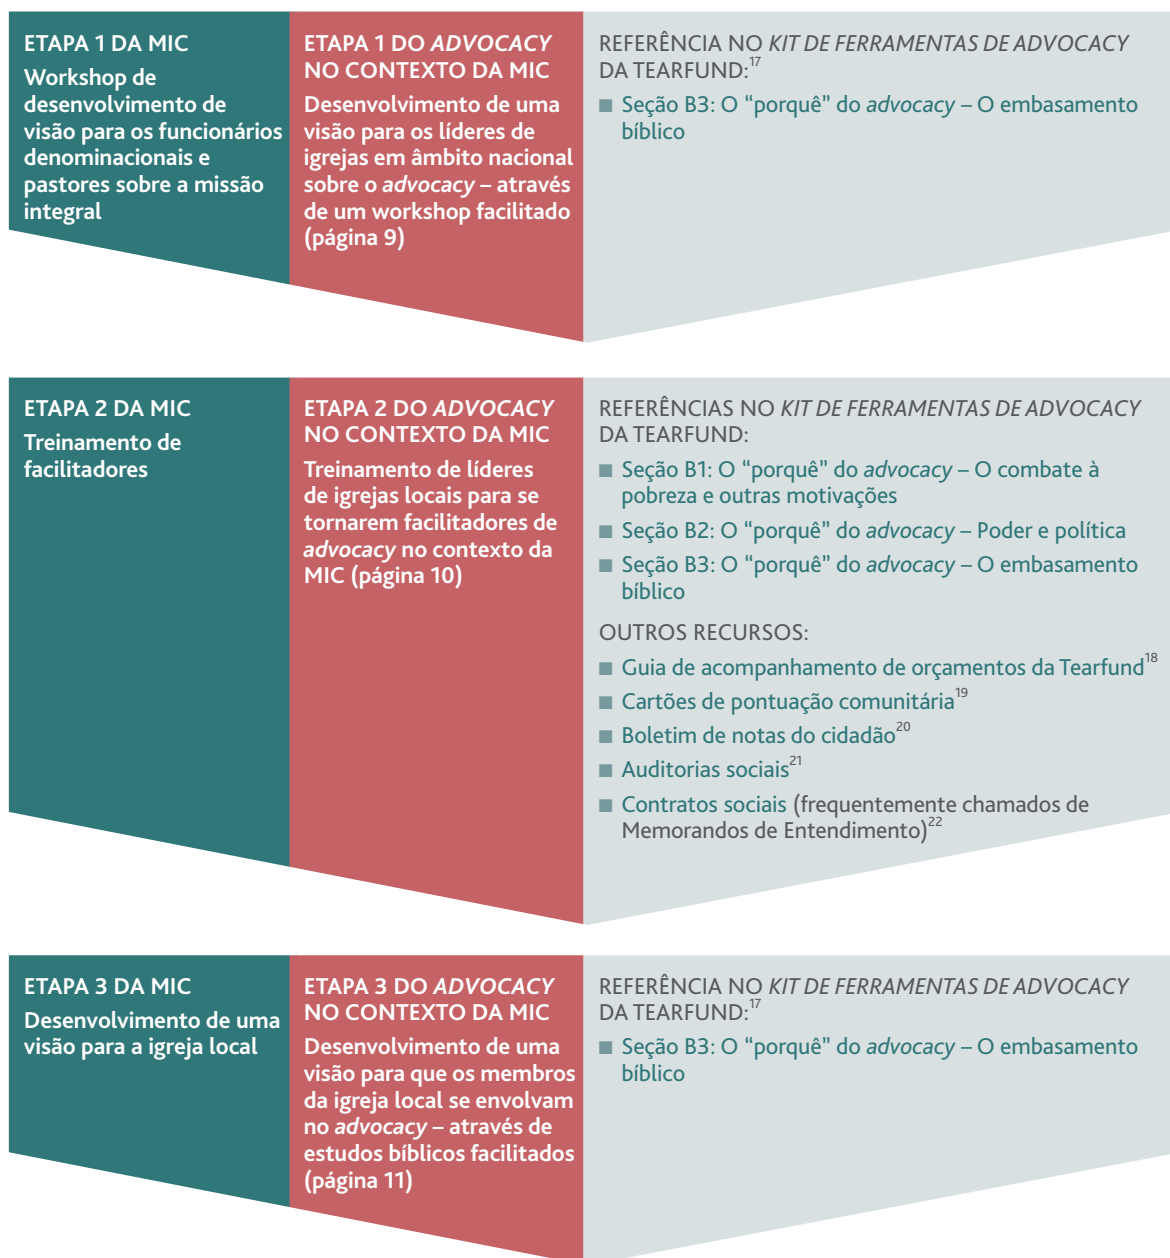 ETAPA 1 DA MIC
Workshop de
desenvolvimento de
visão para os funcionários
denominacionais e
pastores sobre a missão
integral
ETAPA 1 DO ADVOCACY
NO CONTEXTO DA MIC
Desenvolvimento de uma
visão para os líderes de
igrejas em âmbito nacional
sobre o advocacy – através
de um workshop facilitado
(página 9)
REFERÊNCIA NO KIT DE FERRAMENTAS DE ADVOCACY
DA TEARFUND:17
■ Seção B3: O “porquê” do advocacy – O embasamento
bíblico
ETAPA 2 DA MIC
Treinamento de
facilitadores
ETAPA 2 DO ADVOCACY
NO CONTEXTO DA MIC
Treinamento de líderes
de igrejas locais para se
tornarem facilitadores de
advocacy no contexto da
MIC (página 10)
REFERÊNCIAS NO KIT DE FERRAMENTAS DE ADVOCACY
DA TEARFUND:
■ Seção B1: O “porquê” do advocacy – O combate à
pobreza e outras motivações
■ Seção B2: O “porquê” do advocacy – Poder e política
■ Seção B3: O “porquê” do advocacy – O embasamento
bíblico
OUTROS RECURSOS:
■ Guia de acompanhamento de orçamentos da Tearfund18
■ Cartões de pontuação comunitária19
■ Boletim de notas do cidadão20
■ Auditorias sociais21
■ Contratos sociais (frequentemente chamados de
Memorandos de Entendimento)22
ETAPA 3 DA MIC
Desenvolvimento de uma
visão para a igreja local
ETAPA 3 DO ADVOCACY
NO CONTEXTO DA MIC
Desenvolvimento de uma
visão para que os membros
da igreja local se envolvam
no advocacy – através de
estudos bíblicos facilitados
(página 11)
REFERÊNCIA NO KIT DE FERRAMENTAS DE ADVOCACY
DA TEARFUND:17
■ Seção B3: O “porquê” do advocacy – O embasamento
bíblico